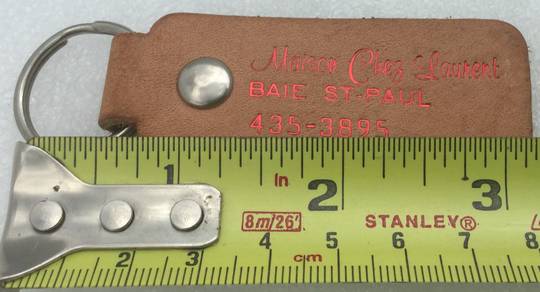 Maison Chez Laurent
BAIE ST-PAUL
435-3895
1 In 2 3
8m/26' STANLEY®
2 3 4 cm 5 6 7 8